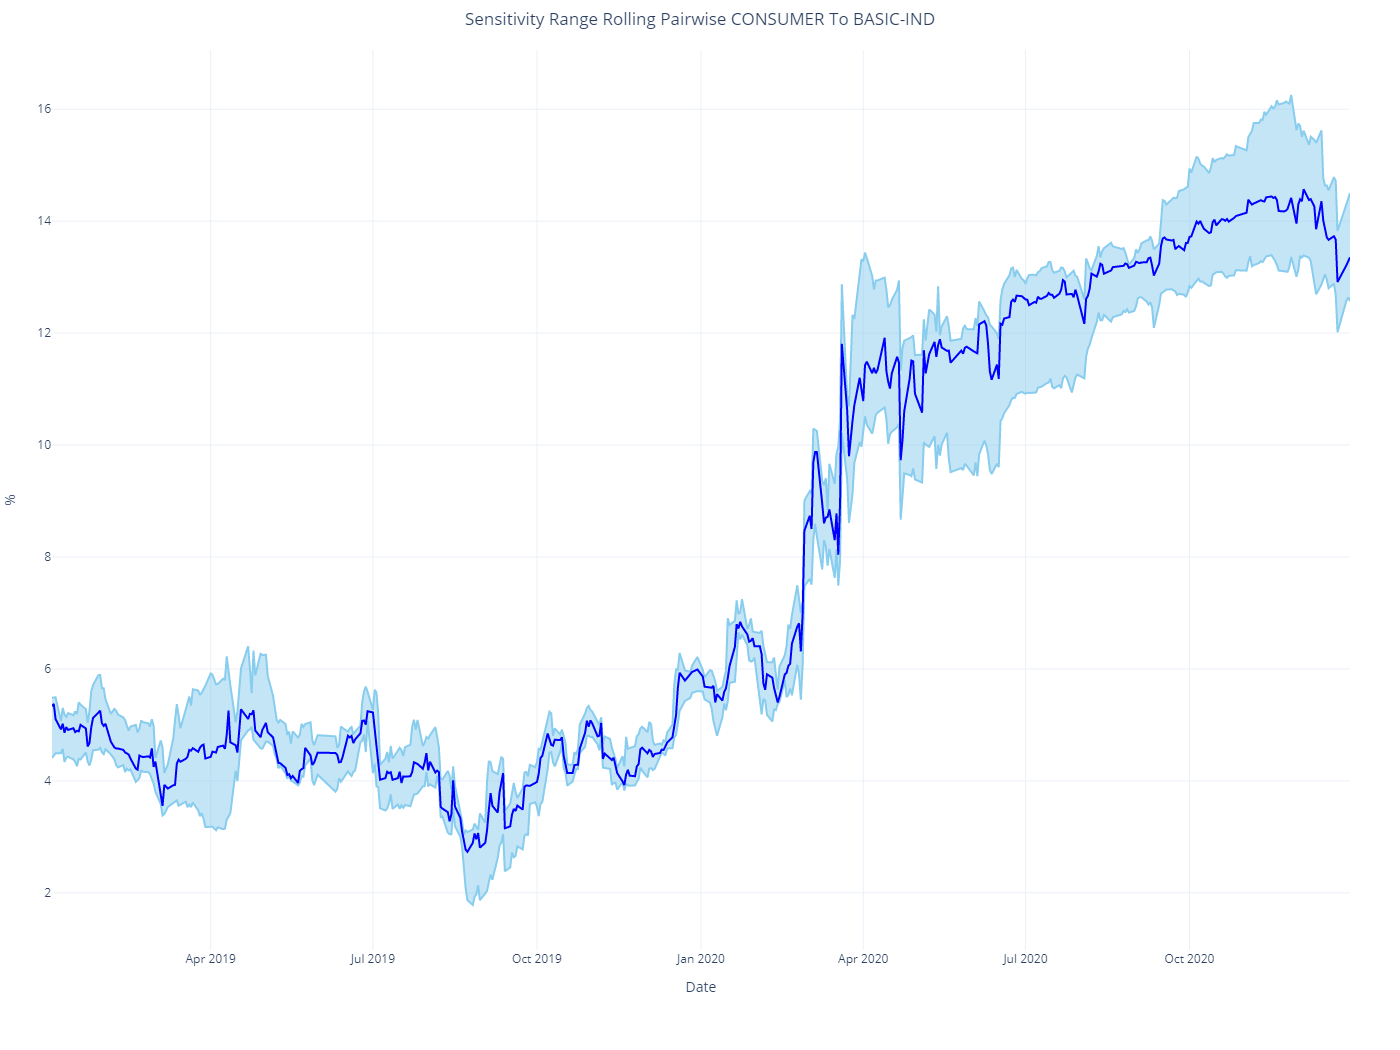 Sensitivity Range Rolling Pairwise CONSUMER To BASIC-IND
16
14
12
10
8
6
4
2
%
Apr 2019
Jul 2019
Oct 2019
Jan 2020
Apr 2020
Jul 2020
Oct 2020
Date